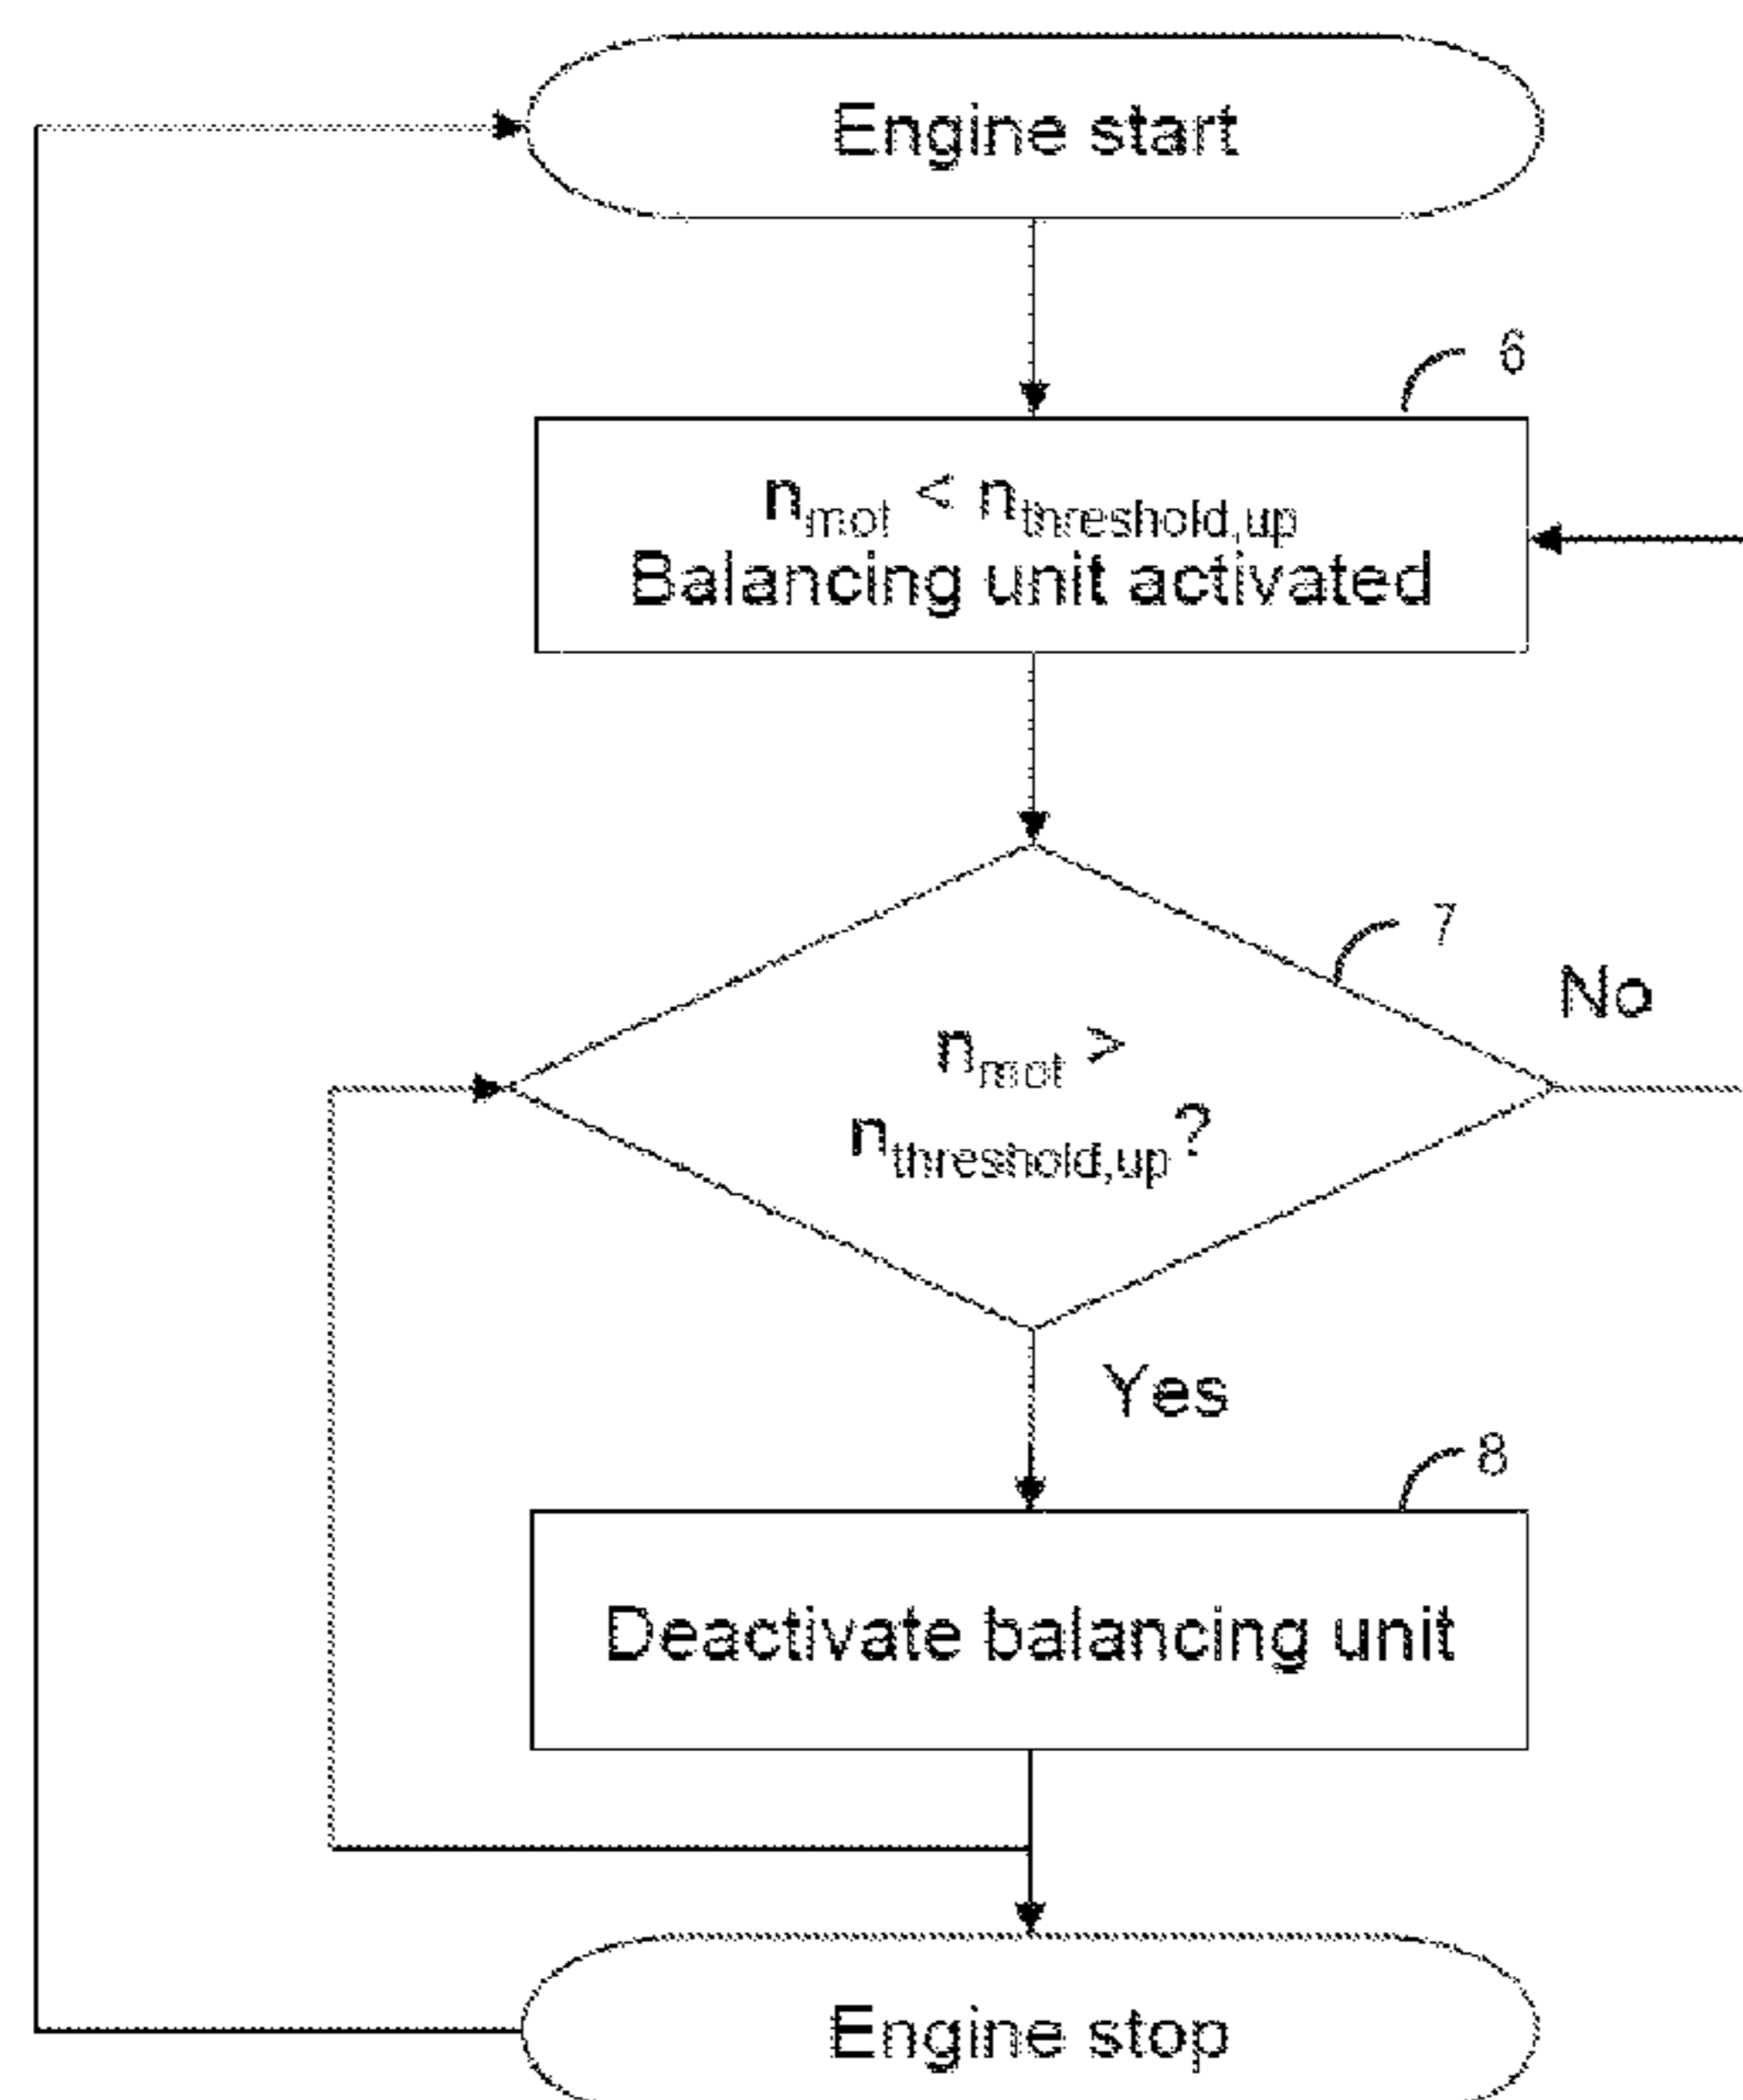 Engine start
6
n_mot < n_threshold,up
Balancing unit activated
7
No
n_mot >
n_threshold,up?
Yes
8
Deactivate balancing unit
Engine stop